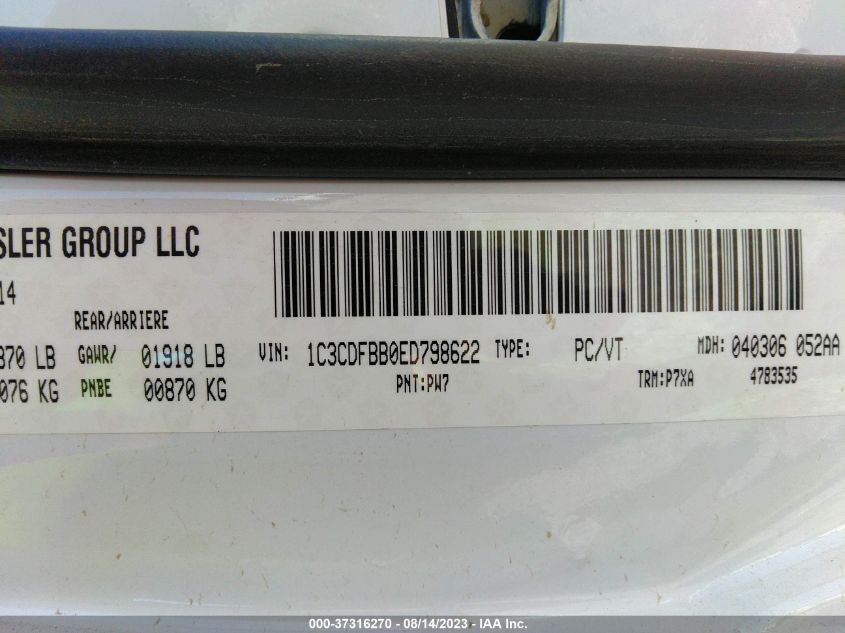 SLER GROUP LLC
14
REAR/ARRIERE
870 LB GAWR/ 01918 LB VIN: 1C3CDFBB0ED798622 TYPE: PC/VT MDH: 040306 052AA
076 KG PNBE 00870 KG PNT:PW7 TRM:P7XA 4783535
000-37316270 - 08/14/2023 - IAA Inc.